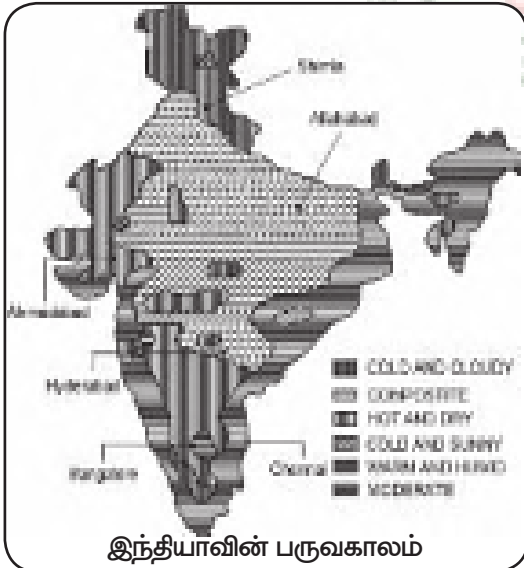 Shimla
Allahabad
Ahmedabad
Hyderabad
Bangalore
Chennai
COLD AND CLOUDY
COMPOSITE
HOT AND DRY
COLD AND SUNNY
WARM AND HUMID
MODERATE
இந்தியாவின் பருவகாலம்